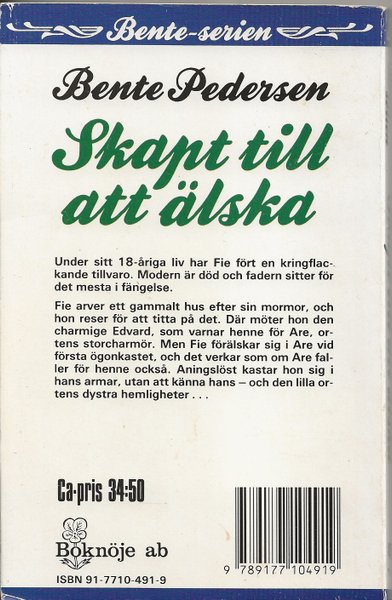 Bente-serien
Bente Pedersen
Skapt till
att älska
Under sitt 18-åriga liv har Fie fört en kringflac-
kande tillvaro. Modern är död och fadern sitter för
det mesta i fängelse.
Fie arver ett gammalt hus efter sin mormor, och
hon reser för att titta på det. Där möter hon den
charmige Edvard, som varnar henne för Are, or-
tens storcharmör. Men Fie förälskar sig i Are vid
första ögonkastet, och det verkar som om Are fal-
ler för henne också. Aningslöst kastar hon sig i
hans armar, utan att känna hans – och den lilla or-
tens dystra hemligheter . . .
Ca-pris 34:50
Boknöje ab
ISBN 91-7710-491-9
9 789177 104919